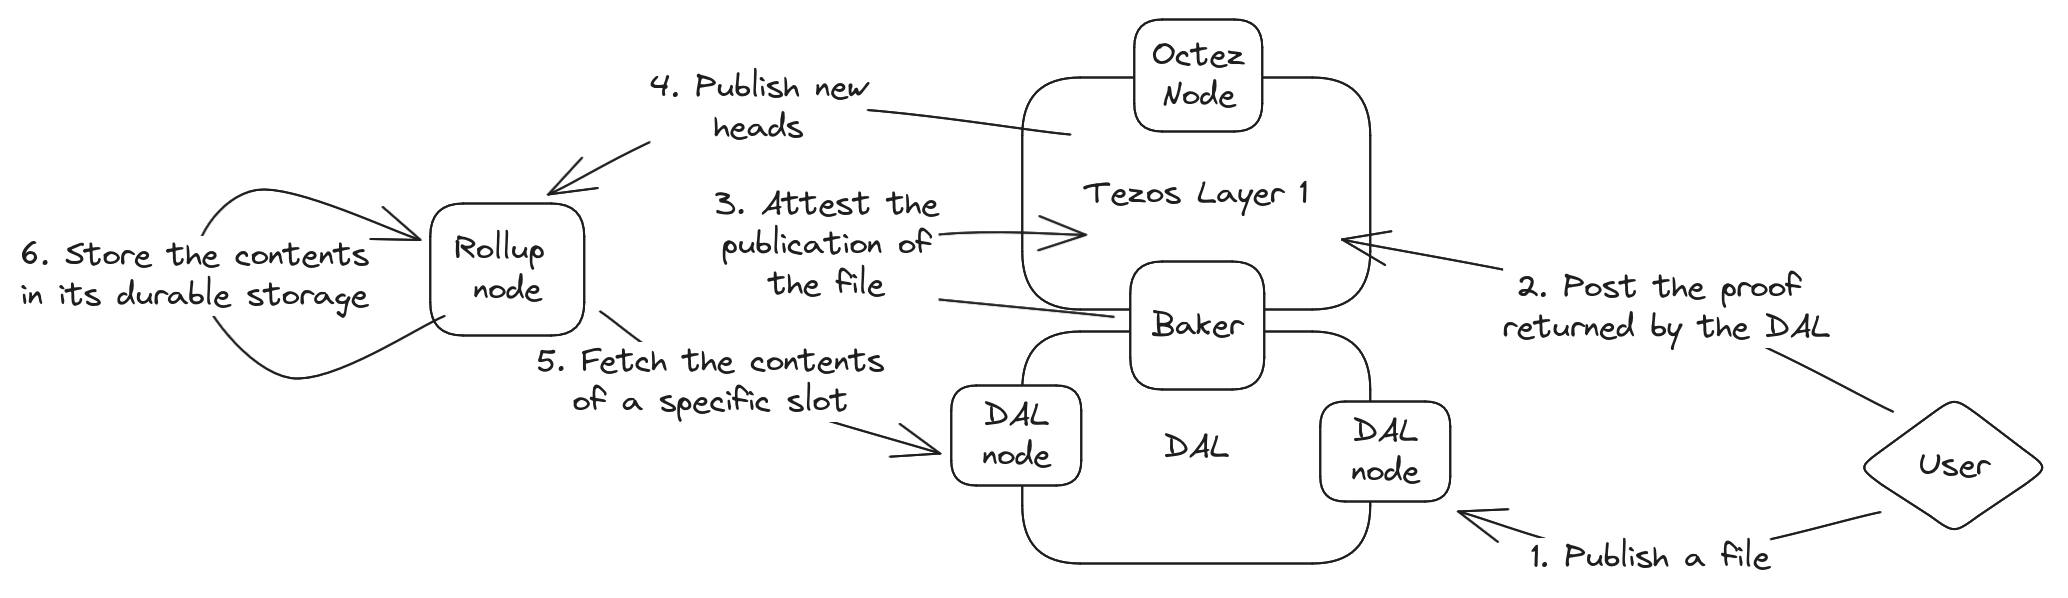 Octez
Node
4. Publish new
heads
Tezos Layer 1
3. Attest the
publication of
the file
6. Store the contents
in its durable storage
Rollup
node
2. Post the proof
returned by the DAL
Baker
5. Fetch the contents
of a specific slot
DAL
node
DAL
DAL
node
User
1. Publish a file